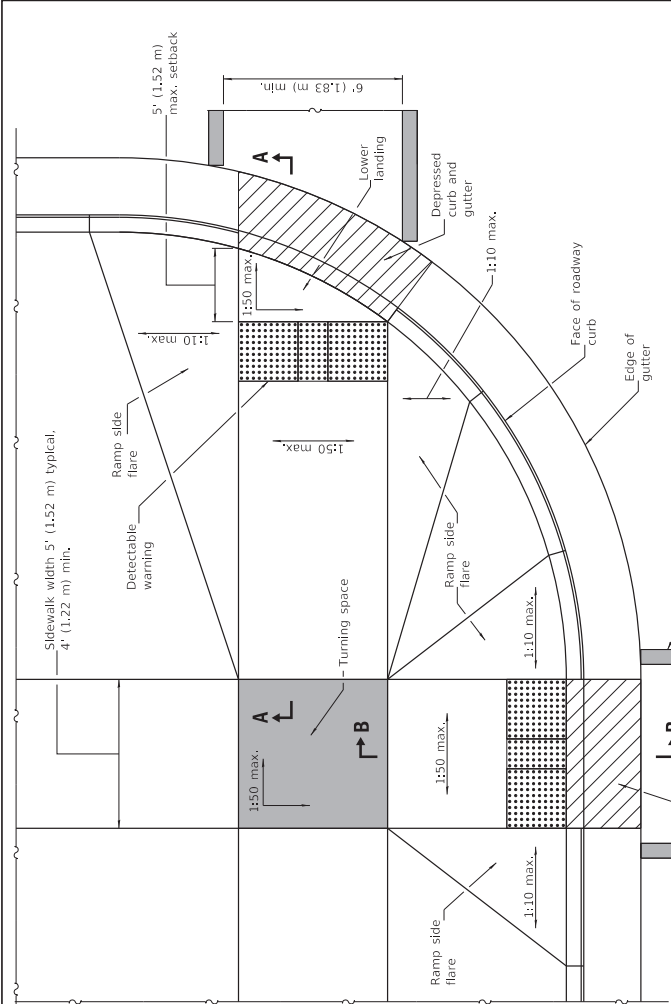 Sidewalk width 5' (1.52 m) typical,
4' (1.22 m) min.
5' (1.52 m)
max. setback
6' (1.83 m) min.
1:10 max.
Ramp side
flare
Detectable
warning
1:50 max.
A
Lower
landing
Depressed
curb and
gutter
1:10 max.
1:50 max.
Face of roadway
curb
Edge of
gutter
Turning space
A
B
1:50 max.
Ramp side
flare
1:50 max.
1:10 max.
Ramp side
flare
1:10 max.